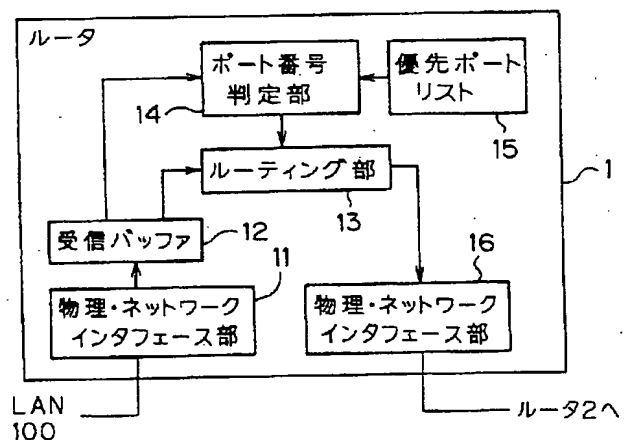 ルータ
ポート番号
判定部
14
優先ポート
リスト
15
ルーティング部
13
1
受信バッファ
12
11
16
物理・ネットワーク
インタフェース部
物理・ネットワーク
インタフェース部
LAN
100
ルータ2へ